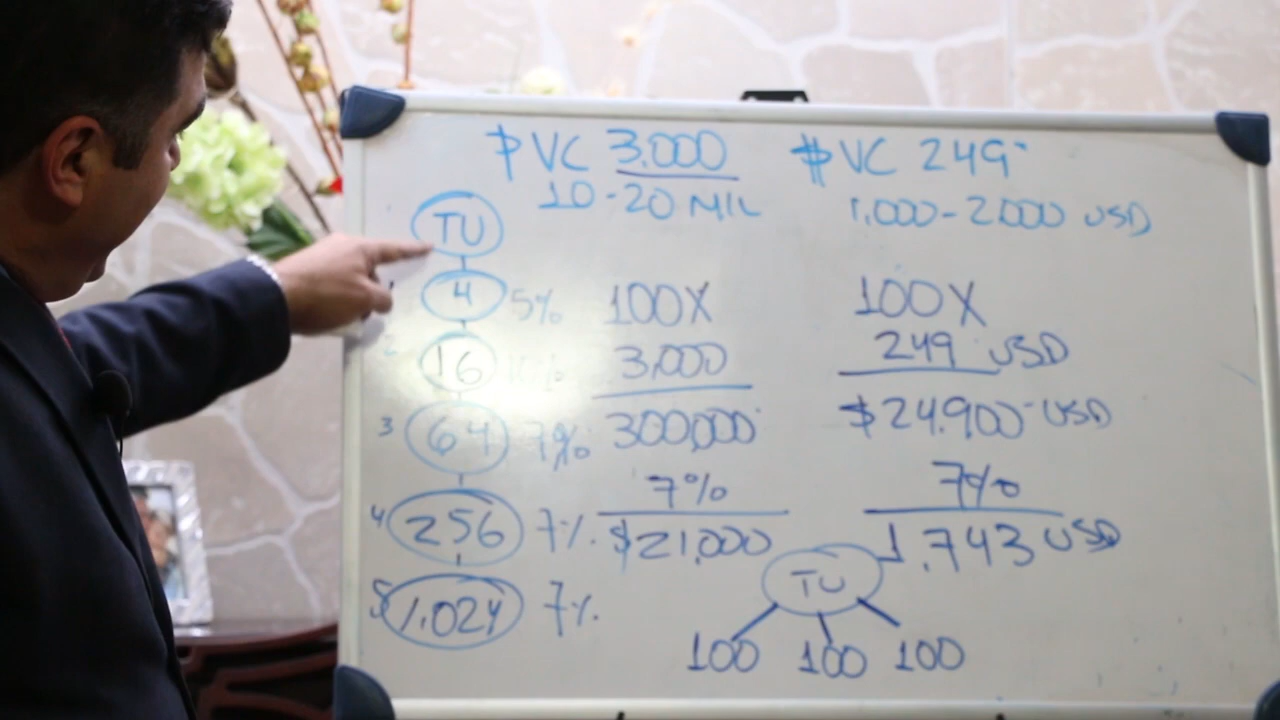 $ VC 3.000 $ VC 249
10-20 MIL 1.000-2.000 USD
TU
4 5% 100X 100X
16 10% 3,000 249 USD
3 64 7% 300,000 $24.900 USD
7% 7%
4 256 7% $21,000 1.743 USD
TU
5 1.024 7%
100 100 100